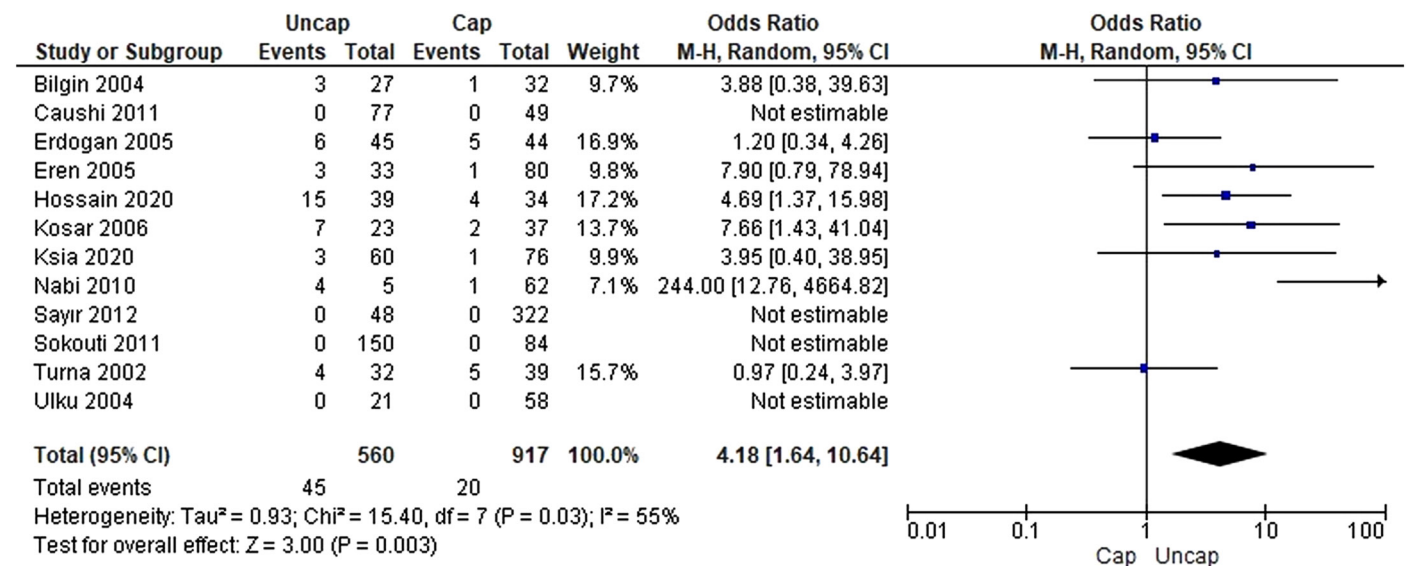 Uncap Cap Odds Ratio Odds Ratio
Study or Subgroup Events Total Events Total Weight M-H, Random, 95% CI M-H, Random, 95% CI
Bilgin 2004 3 27 1 32 9.7% 3.88 [0.38, 39.63]
Caushi 2011 0 77 0 49 Not estimable
Erdogan 2005 6 45 5 44 16.9% 1.20 [0.34, 4.26]
Eren 2005 3 33 1 80 9.8% 7.90 [0.79, 78.94]
Hossain 2020 15 39 4 34 17.2% 4.69 [1.37, 15.98]
Kosar 2006 7 23 2 37 13.7% 7.66 [1.43, 41.04]
Ksia 2020 3 60 1 76 9.9% 3.95 [0.40, 38.95]
Nabi 2010 4 5 1 62 7.1% 244.00 [12.76, 4664.82]
Sayır 2012 0 48 0 322 Not estimable
Sokouti 2011 0 150 0 84 Not estimable
Turna 2002 4 32 5 39 15.7% 0.97 [0.24, 3.97]
Ulku 2004 0 21 0 58 Not estimable
Total (95% CI) 560 917 100.0% 4.18 [1.64, 10.64]
Total events 45 20
Heterogeneity: Tau² = 0.93; Chi² = 15.40, df = 7 (P = 0.03); I² = 55%
Test for overall effect: Z = 3.00 (P = 0.003)
0.01 0.1 1 10 100
Cap Uncap